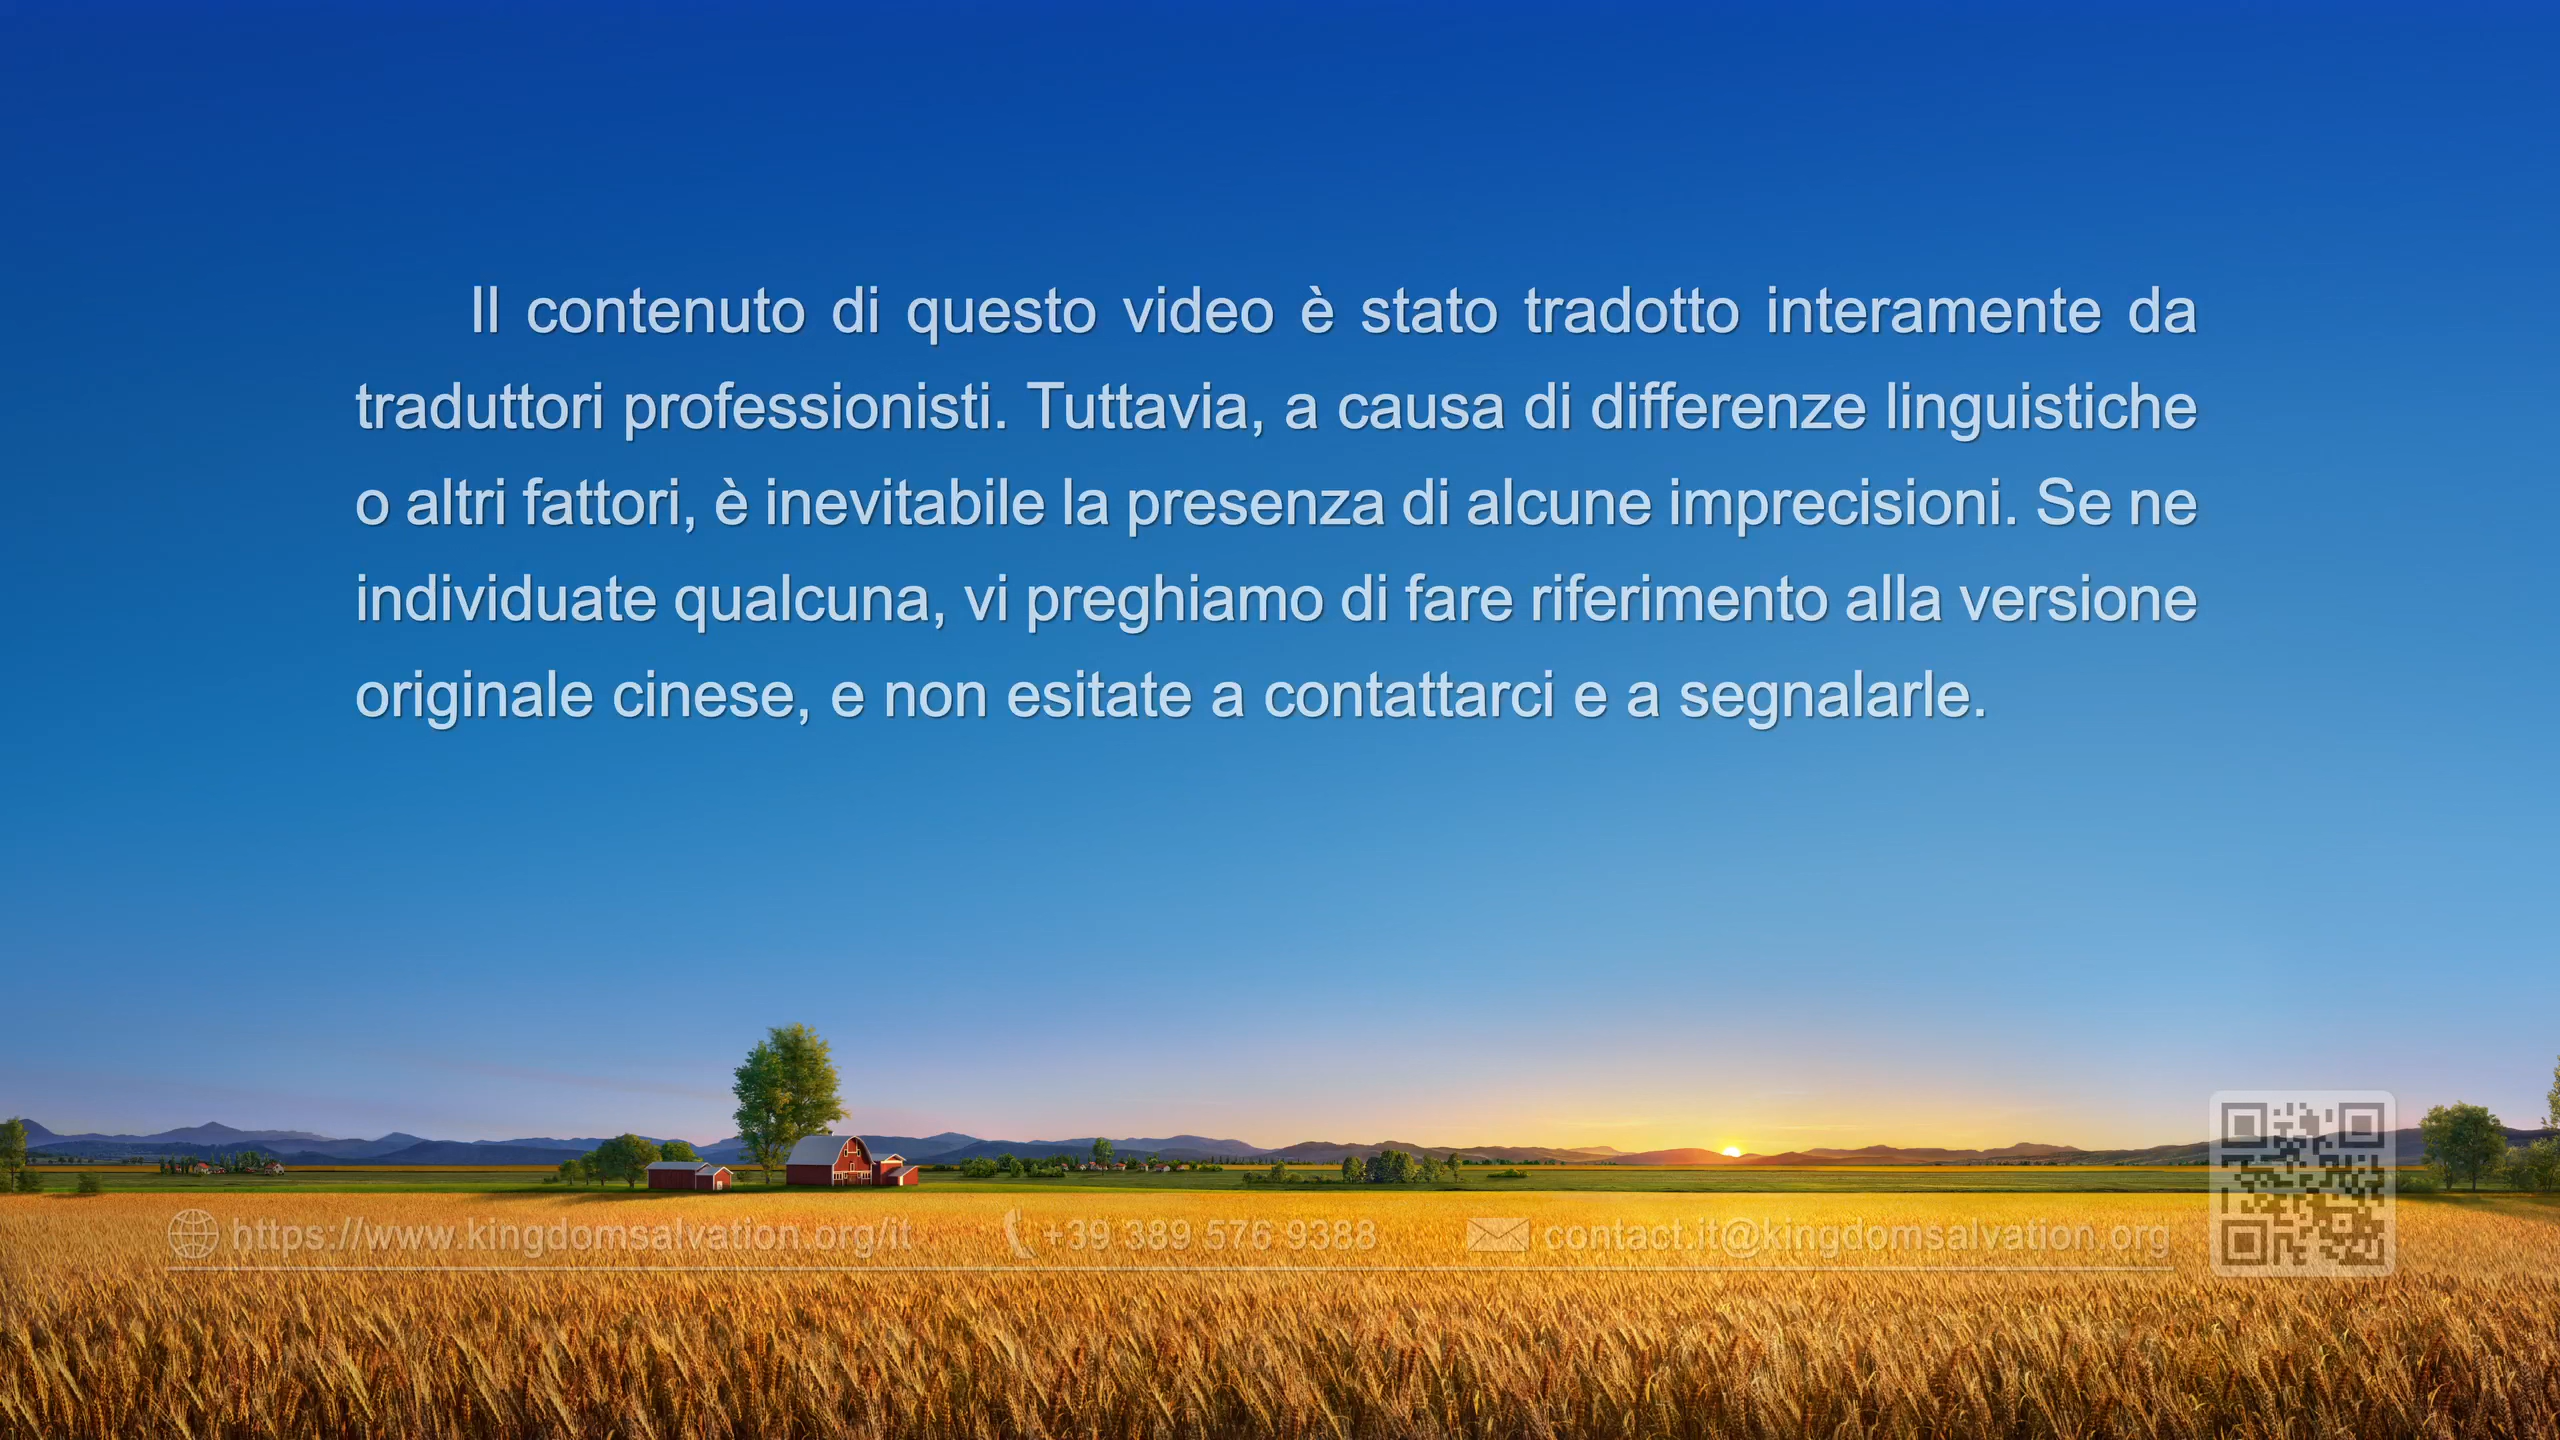 Il contenuto di questo video è stato tradotto interamente da
traduttori professionisti. Tuttavia, a causa di differenze linguistiche
o altri fattori, è inevitabile la presenza di alcune imprecisioni. Se ne
individuate qualcuna, vi preghiamo di fare riferimento alla versione
originale cinese, e non esitate a contattarci e a segnalarle.
https://www.kingdomsalvation.org/it +39 389 576 9388 contact.it@kingdomsalvation.org